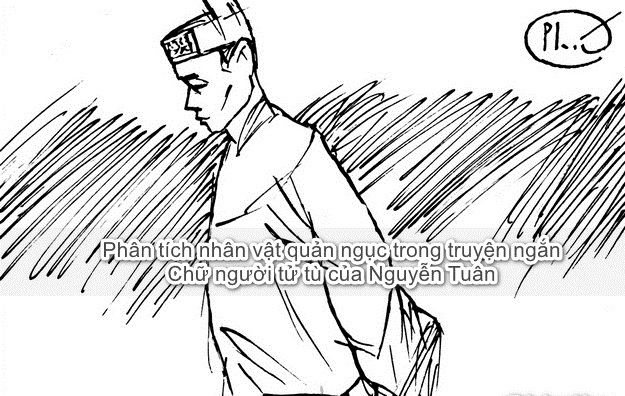 Phân tích nhân vật quản ngục trong truyện ngắn
Chữ người tử tù của Nguyễn Tuân